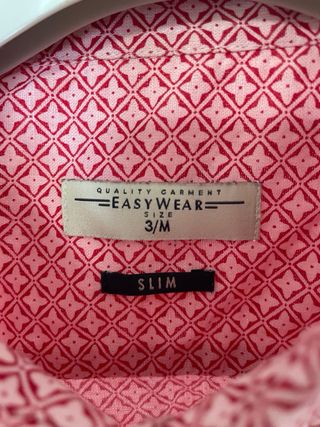 QUALITY GARMENT
EASYWEAR
SIZE
3/M
SLIM